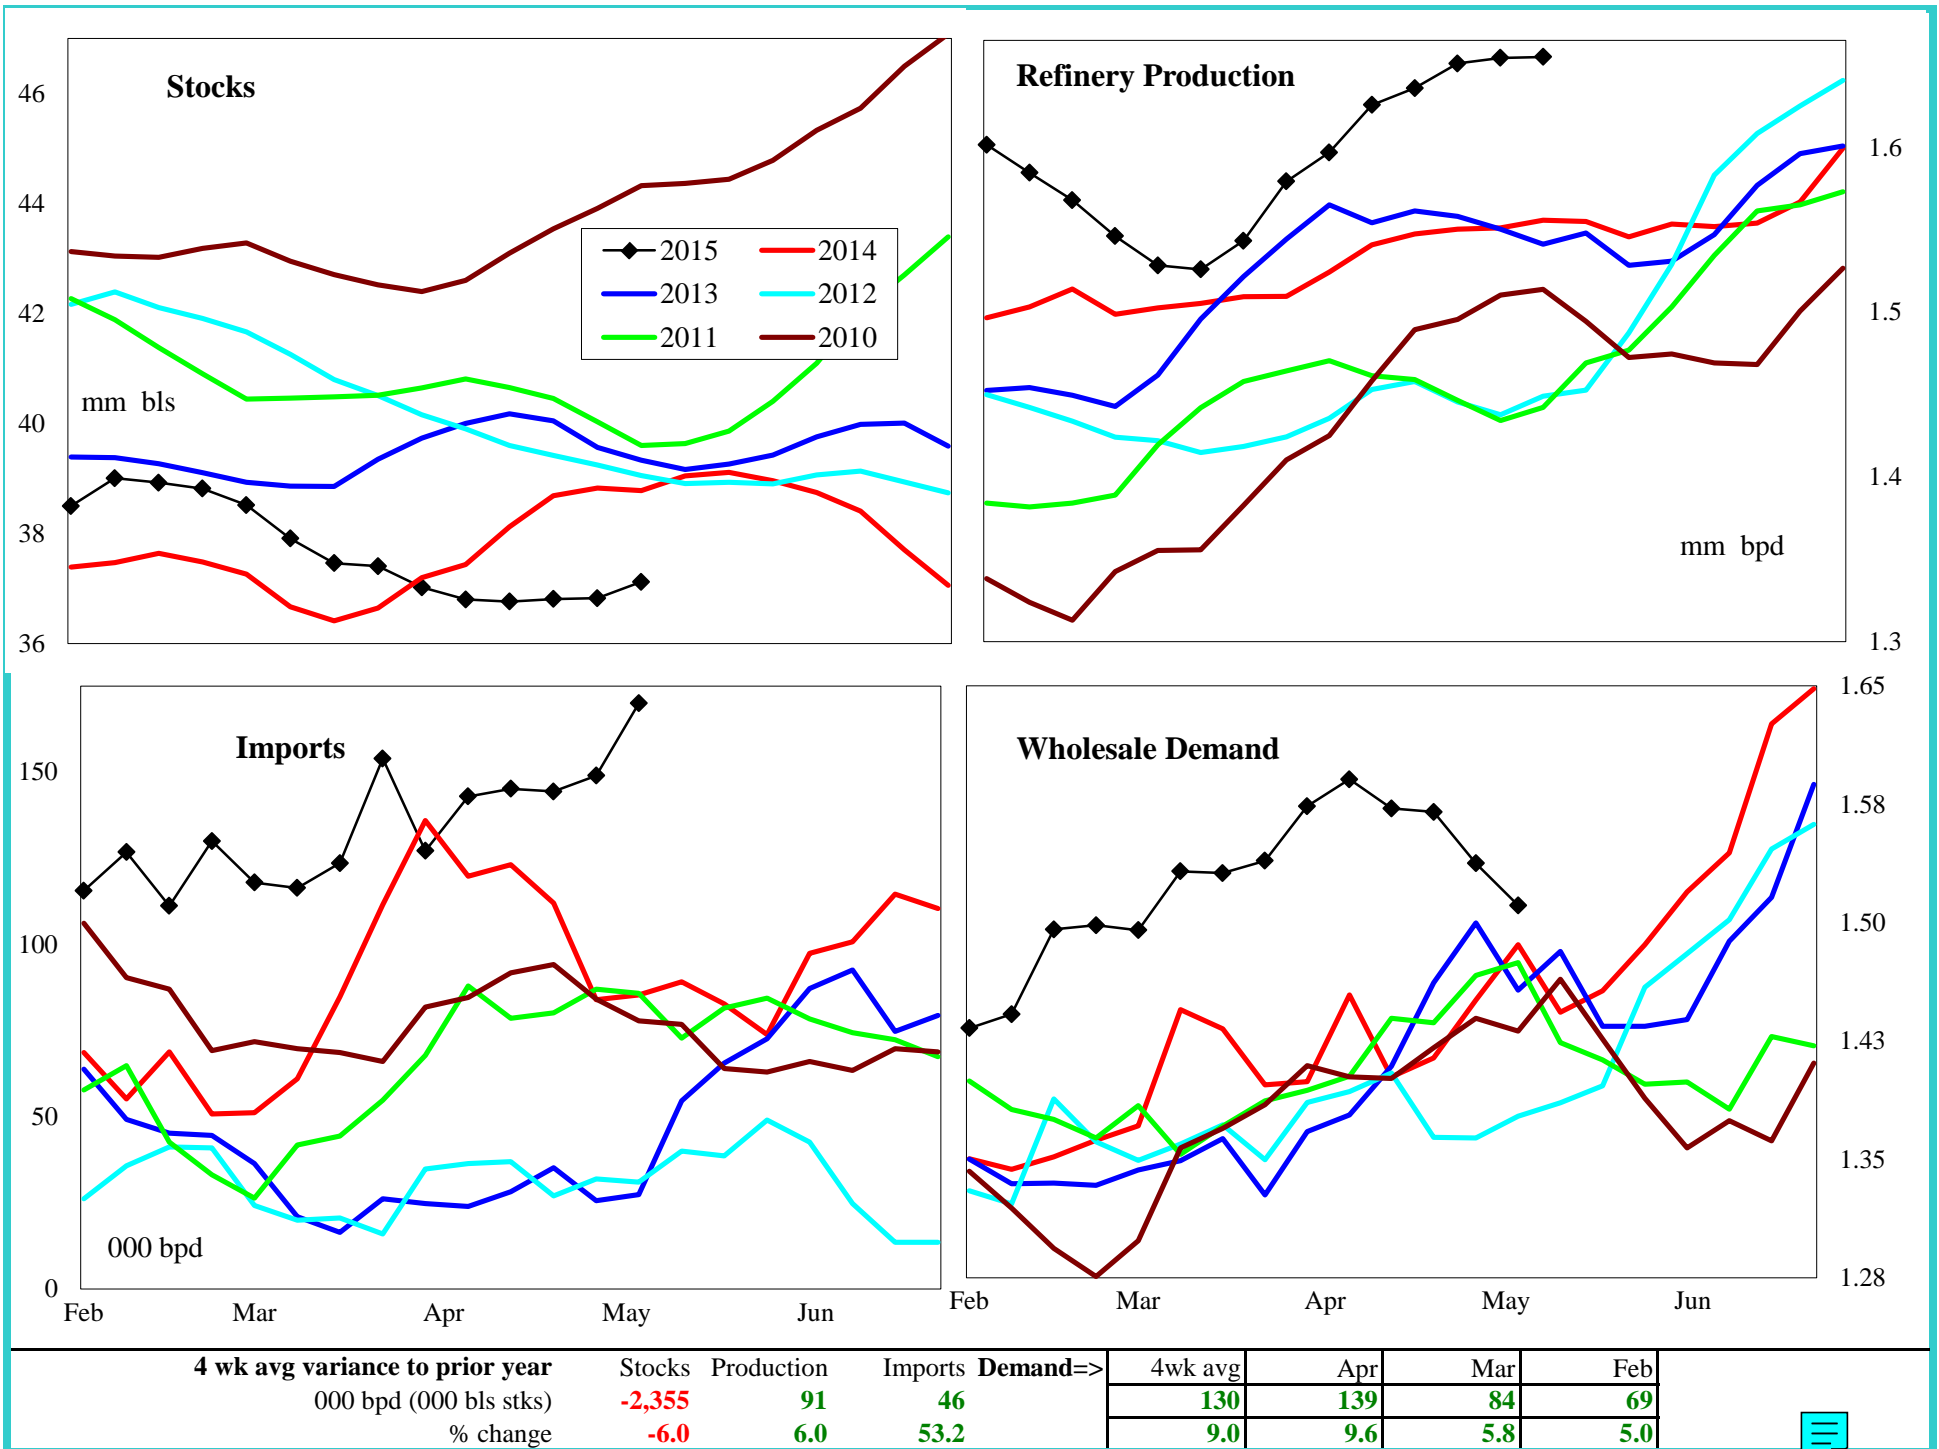 Stocks
46
44
42
40
38
36
mm bls
2015 2014
2013 2012
2011 2010
Refinery Production
1.6
1.5
1.4
1.3
mm bpd
Imports
150
100
50
0
000 bpd
Feb Mar Apr May Jun
Wholesale Demand
1.65
1.58
1.50
1.43
1.35
1.28
Feb Mar Apr May Jun
4 wk avg variance to prior year Stocks Production Imports Demand=> 4wk avg Apr Mar Feb
000 bpd (000 bls stks) -2,355 91 46 130 139 84 69
% change -6.0 6.0 53.2 9.0 9.6 5.8 5.0